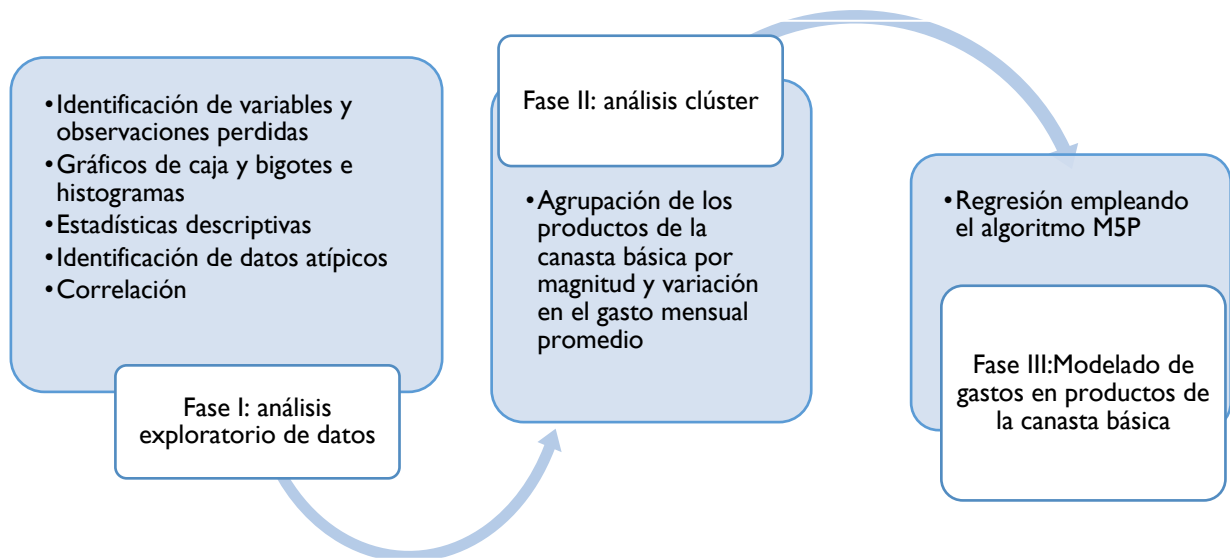 •Identificación de variables y
observaciones perdidas
•Gráficos de caja y bigotes e
histogramas
•Estadísticas descriptivas
•Identificación de datos atípicos
•Correlación
Fase I: análisis
exploratorio de datos
Fase II: análisis clúster
•Agrupación de los
productos de la
canasta básica por
magnitud y variación
en el gasto mensual
promedio
•Regresión empleando
el algoritmo M5P
Fase III:Modelado de
gastos en productos de
la canasta básica